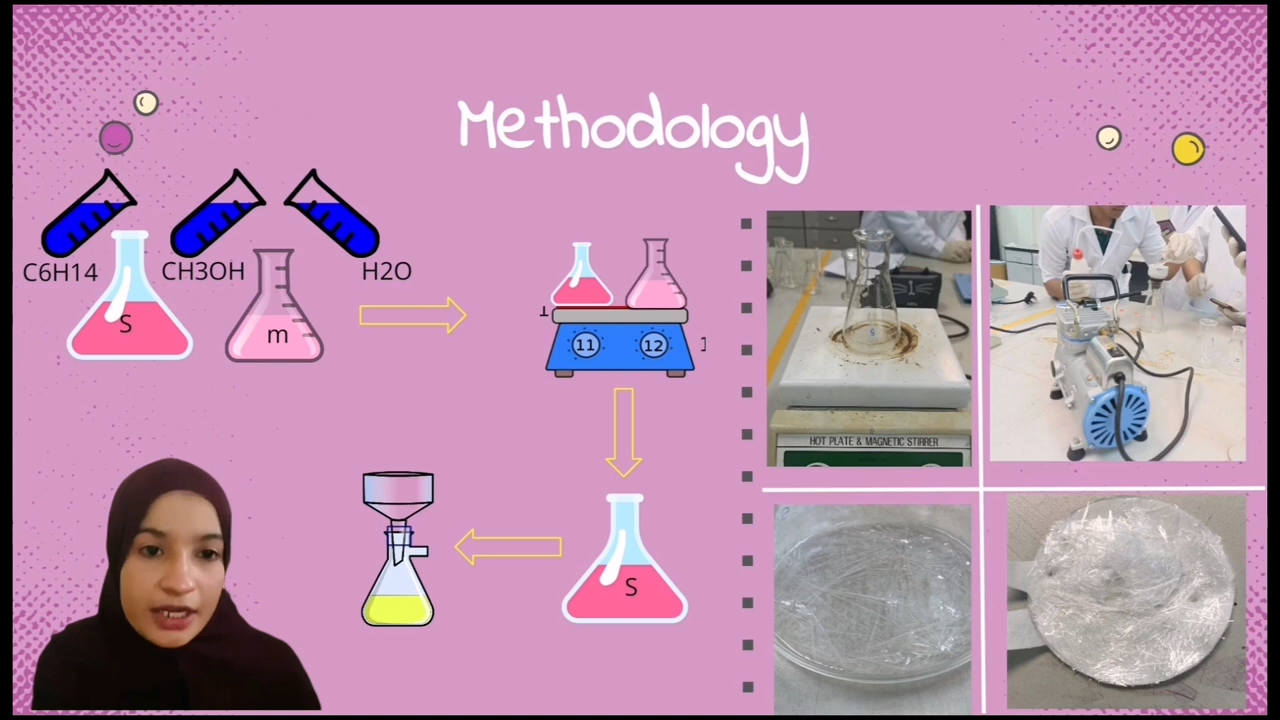 Methodology
C6H14
CH3OH
H2O
S
m
11
12
S
HOT PLATE & MAGNETIC STIRRER